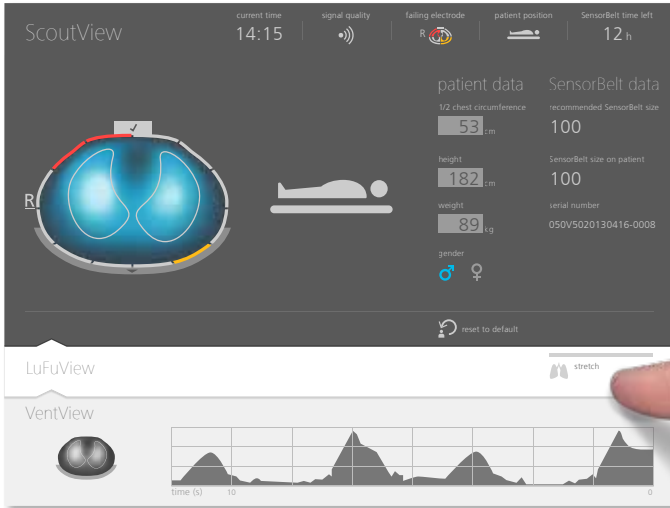 ScoutView
current time
14:15
signal quality
failing electrode
R
patient position
SensorBelt time left
12 h
patient data
1/2 chest circumference
53 cm
height
182 cm
weight
89 kg
gender
SensorBelt data
recommended SensorBelt size
100
SensorBelt size on patient
100
serial number
050V5020130416-0008
R
reset to default
LuFuView
stretch
VentView
time (s)
10
0